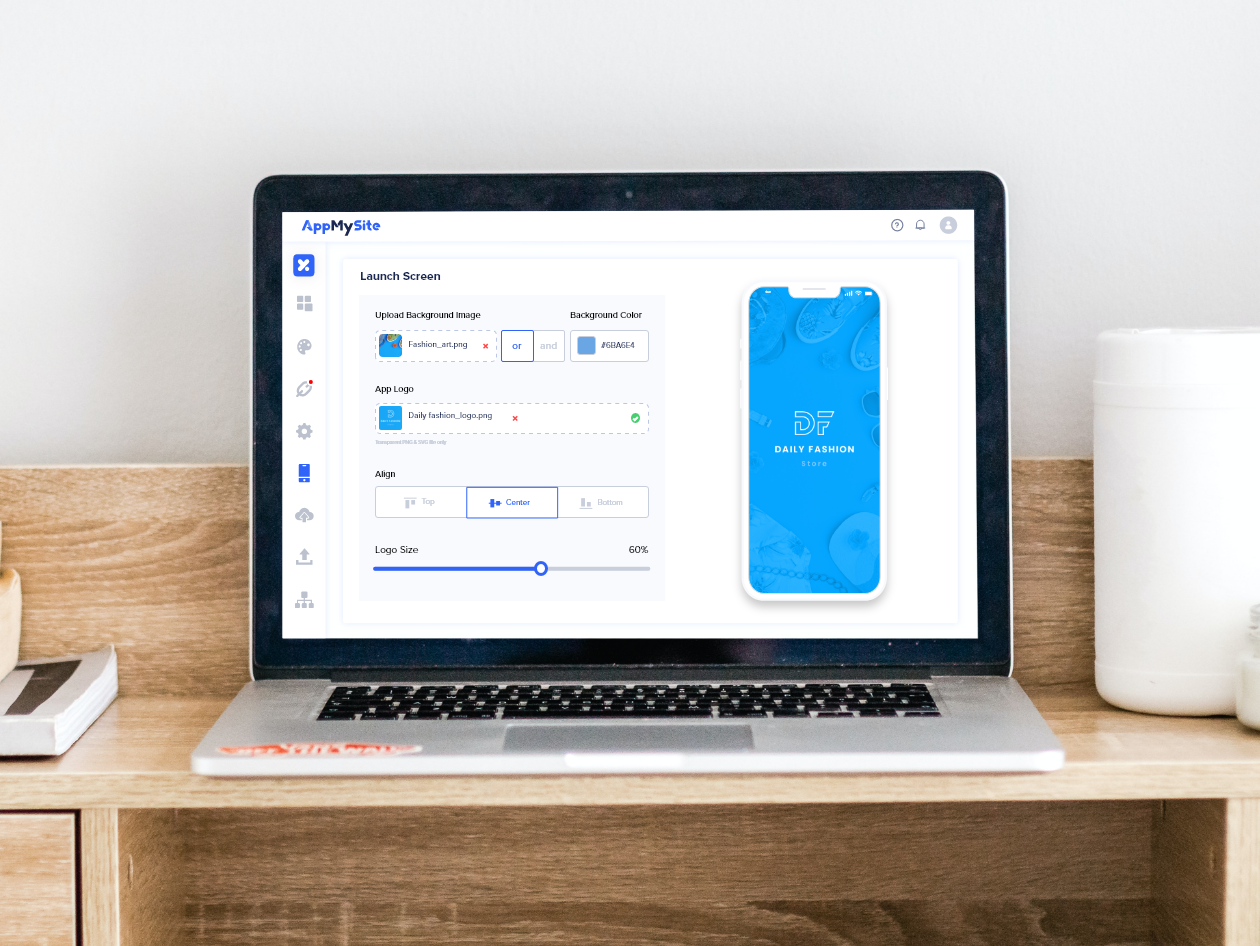 AppMySite
Launch Screen
Upload Background Image
Background Color
Fashion_art.png
or
and
#6BA6E4
App Logo
Daily fashion_logo.png
Transparent PNG & SVG file only
Align
Top
Center
Bottom
Logo Size
60%
DF
DAILY FASHION
Store